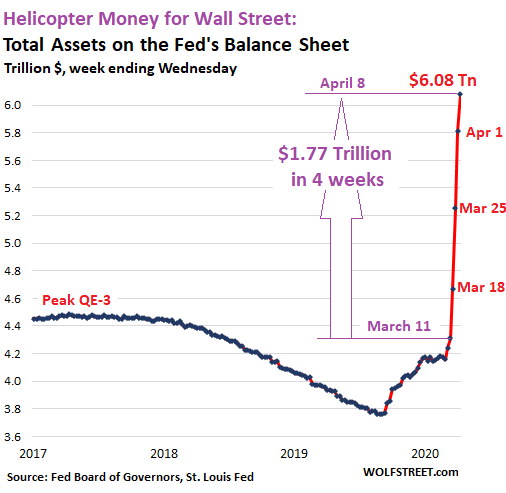 Helicopter Money for Wall Street:
Total Assets on the Fed's Balance Sheet
Trillion $, week ending Wednesday
April 8
$6.08 Tn
6.0
5.8
Apr 1
5.6
$1.77 Trillion
in 4 weeks
5.4
5.2
Mar 25
5.0
4.8
Mar 18
4.6
Peak QE-3
4.4
March 11
4.2
4.0
3.8
3.6
2017
2018
2019
2020
Source: Fed Board of Governors, St. Louis Fed
WOLFSTREET.com